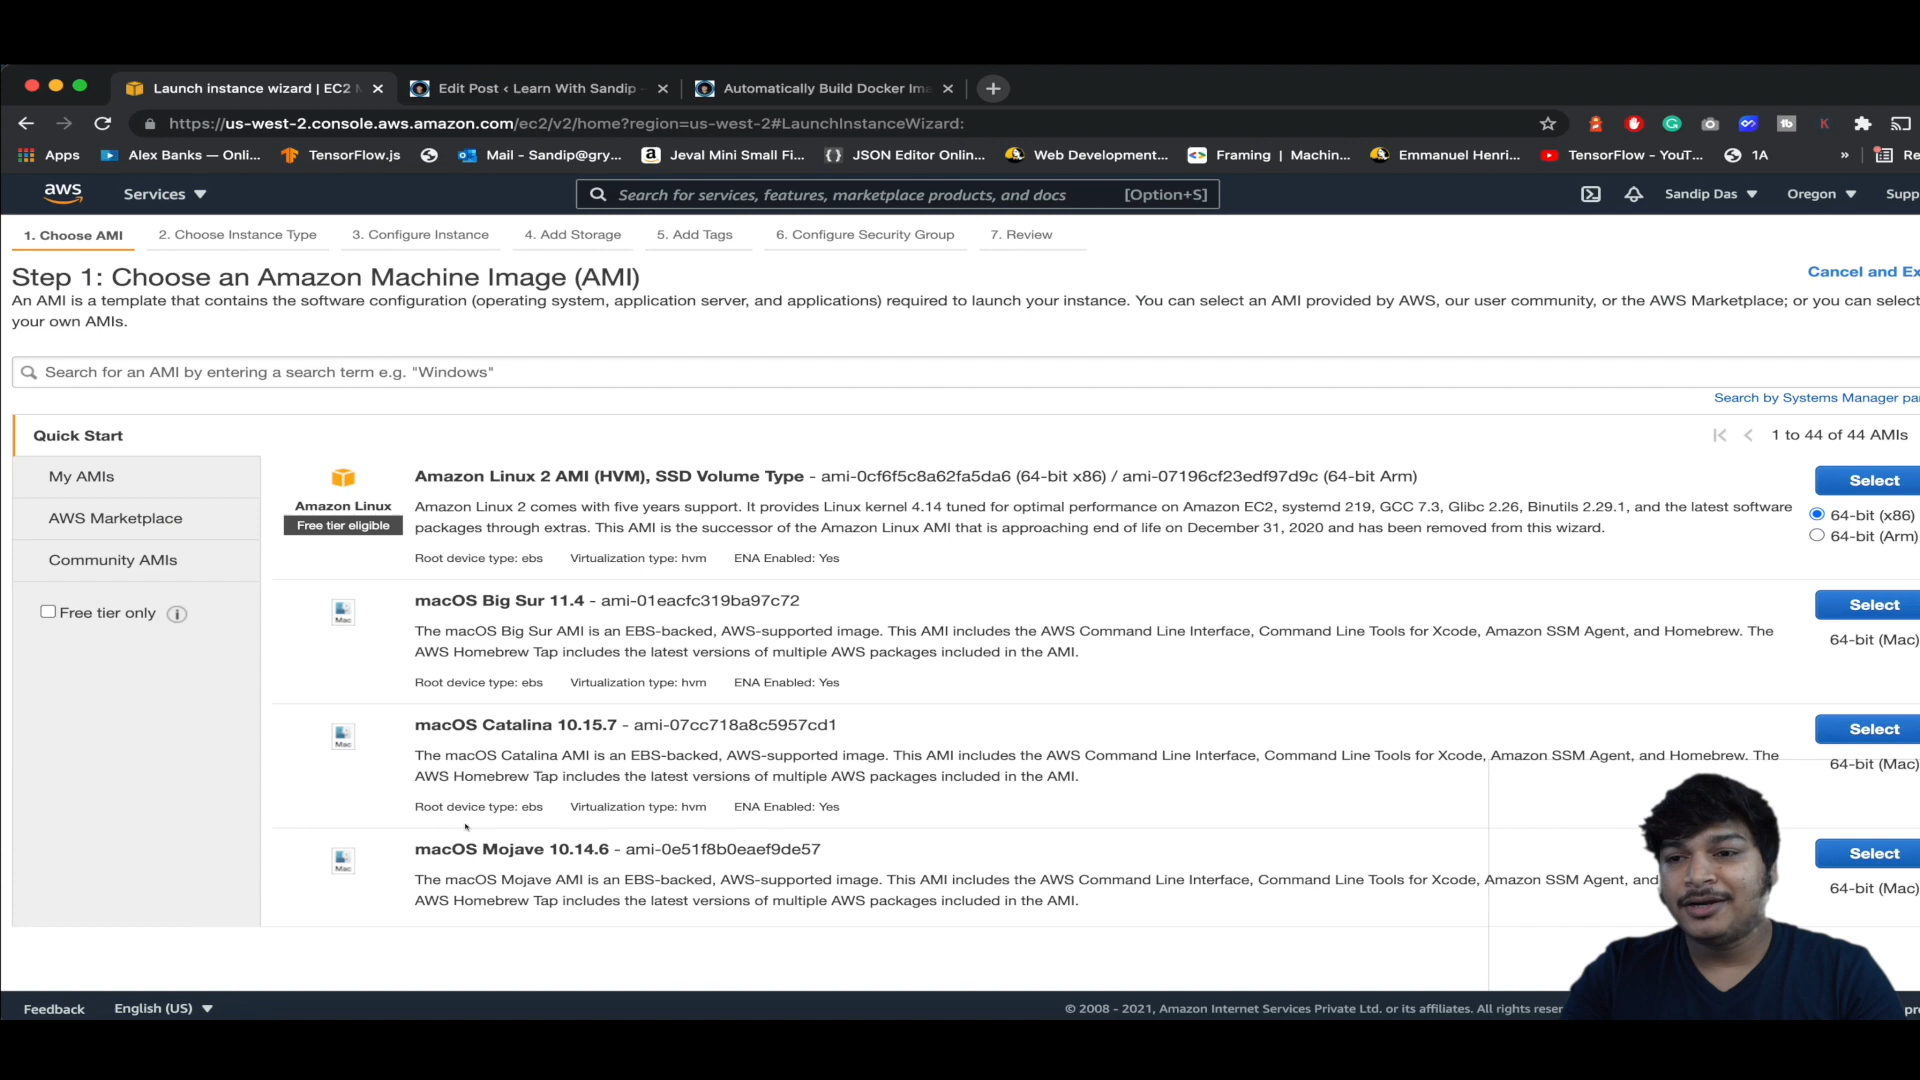 Launch instance wizard | EC2 M
Edit Post ‹ Learn With Sandip
Automatically Build Docker Ima
https://us-west-2.console.aws.amazon.com/ec2/v2/home?region=us-west-2#LaunchInstanceWizard:
Apps
Alex Banks — Onli...
TensorFlow.js
Mail - Sandip@gry...
Jeval Mini Small Fi...
JSON Editor Onlin...
Web Development...
Framing | Machin...
Emmanuel Henri...
TensorFlow - YouT...
1A
»
Re
aws
Services
Search for services, features, marketplace products, and docs
[Option+S]
Sandip Das
Oregon
Supp
1. Choose AMI
2. Choose Instance Type
3. Configure Instance
4. Add Storage
5. Add Tags
6. Configure Security Group
7. Review
Step 1: Choose an Amazon Machine Image (AMI)
Cancel and Ex
An AMI is a template that contains the software configuration (operating system, application server, and applications) required to launch your instance. You can select an AMI provided by AWS, our user community, or the AWS Marketplace; or you can select
your own AMIs.
Search for an AMI by entering a search term e.g. "Windows"
Search by Systems Manager par
Quick Start
My AMIs
AWS Marketplace
Community AMIs
Free tier only
1 to 44 of 44 AMIs
Amazon Linux
Free tier eligible
Amazon Linux 2 AMI (HVM), SSD Volume Type - ami-0cf6f5c8a62fa5da6 (64-bit x86) / ami-07196cf23edf97d9c (64-bit Arm)
Amazon Linux 2 comes with five years support. It provides Linux kernel 4.14 tuned for optimal performance on Amazon EC2, systemd 219, GCC 7.3, Glibc 2.26, Binutils 2.29.1, and the latest software
packages through extras. This AMI is the successor of the Amazon Linux AMI that is approaching end of life on December 31, 2020 and has been removed from this wizard.
Root device type: ebs Virtualization type: hvm ENA Enabled: Yes
Select
64-bit (x86)
64-bit (Arm)
Mac
macOS Big Sur 11.4 - ami-01eacfc319ba97c72
The macOS Big Sur AMI is an EBS-backed, AWS-supported image. This AMI includes the AWS Command Line Interface, Command Line Tools for Xcode, Amazon SSM Agent, and Homebrew. The
AWS Homebrew Tap includes the latest versions of multiple AWS packages included in the AMI.
Root device type: ebs Virtualization type: hvm ENA Enabled: Yes
Select
64-bit (Mac)
Mac
macOS Catalina 10.15.7 - ami-07cc718a8c5957cd1
The macOS Catalina AMI is an EBS-backed, AWS-supported image. This AMI includes the AWS Command Line Interface, Command Line Tools for Xcode, Amazon SSM Agent, and Homebrew. The
AWS Homebrew Tap includes the latest versions of multiple AWS packages included in the AMI.
Root device type: ebs Virtualization type: hvm ENA Enabled: Yes
Select
64-bit (Mac)
Mac
macOS Mojave 10.14.6 - ami-0e51f8b0eaef9de57
The macOS Mojave AMI is an EBS-backed, AWS-supported image. This AMI includes the AWS Command Line Interface, Command Line Tools for Xcode, Amazon SSM Agent, and
AWS Homebrew Tap includes the latest versions of multiple AWS packages included in the AMI.
Select
64-bit (Mac)
Feedback
English (US)
© 2008 - 2021, Amazon Internet Services Private Ltd. or its affiliates. All rights reser